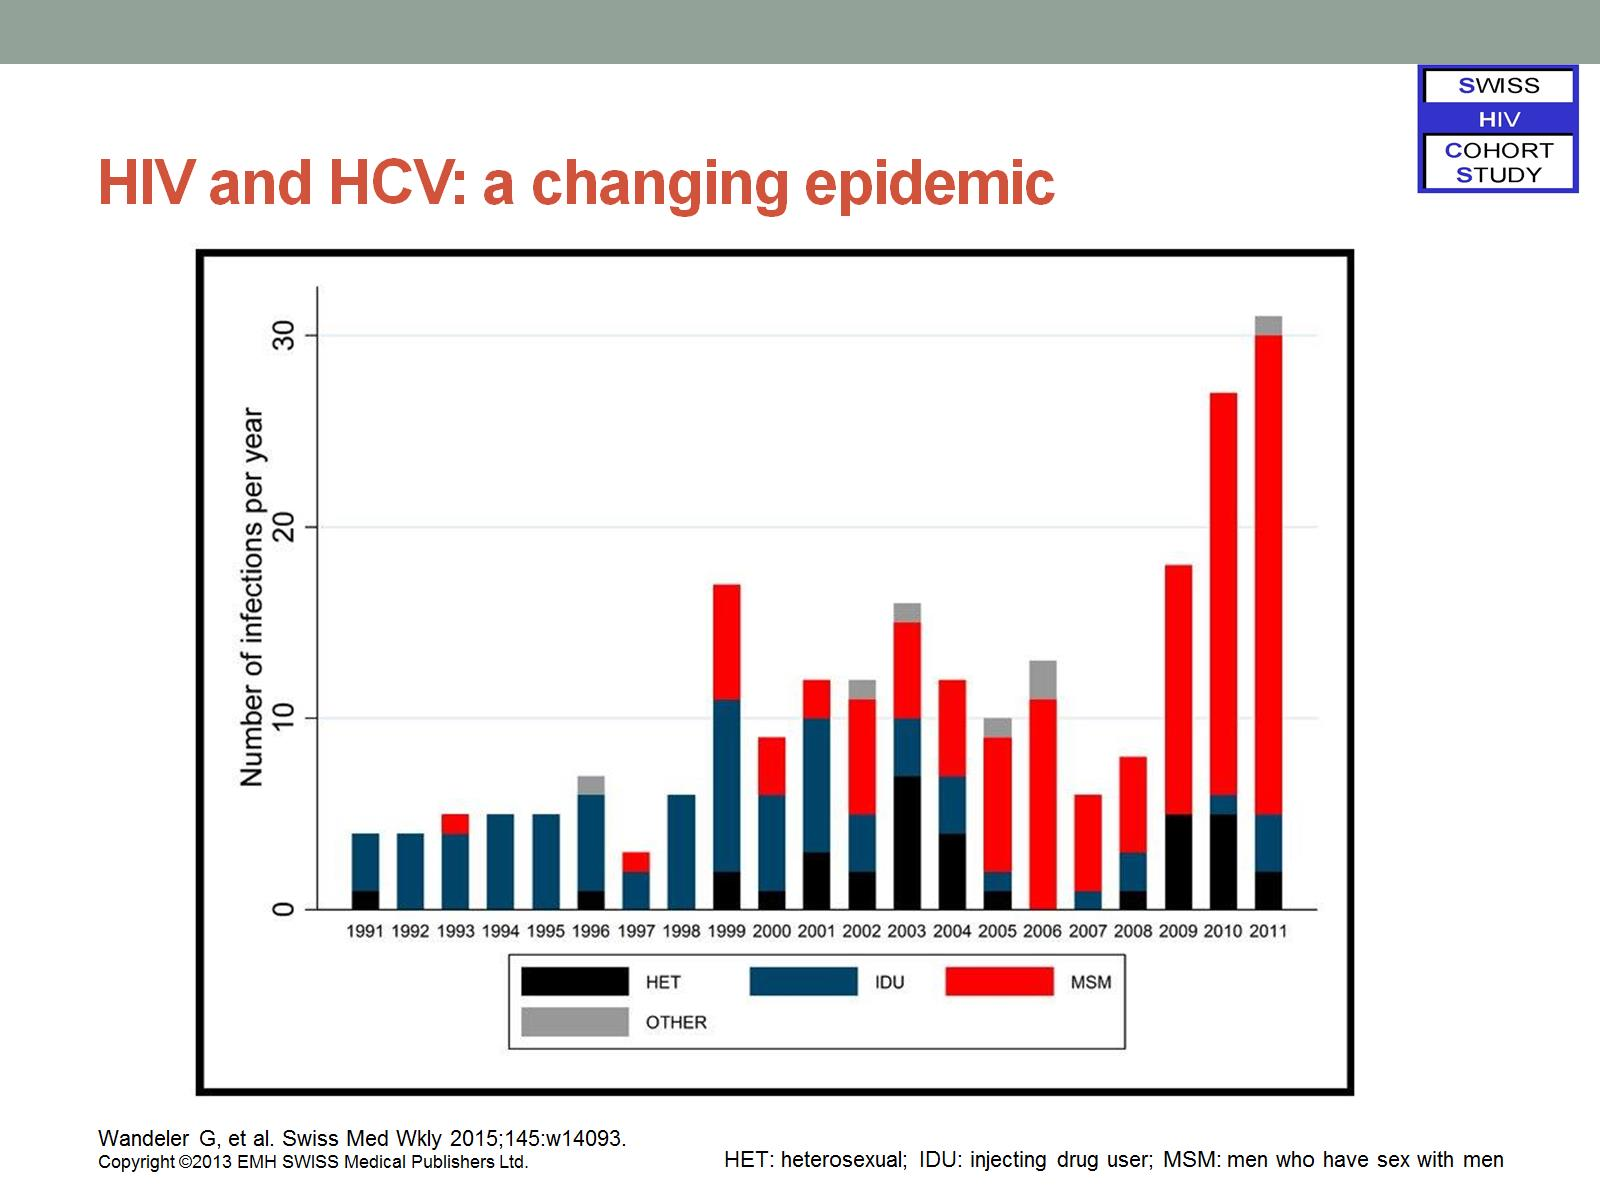 SWISS
HIV
COHORT
STUDY
HIV and HCV: a changing epidemic
Number of infections per year
30
20
10
0
1991 1992 1993 1994 1995 1996 1997 1998 1999 2000 2001 2002 2003 2004 2005 2006 2007 2008 2009 2010 2011
HET IDU MSM
OTHER
Wandeler G, et al. Swiss Med Wkly 2015;145:w14093.
Copyright ©2013 EMH SWISS Medical Publishers Ltd.
HET: heterosexual; IDU: injecting drug user; MSM: men who have sex with men